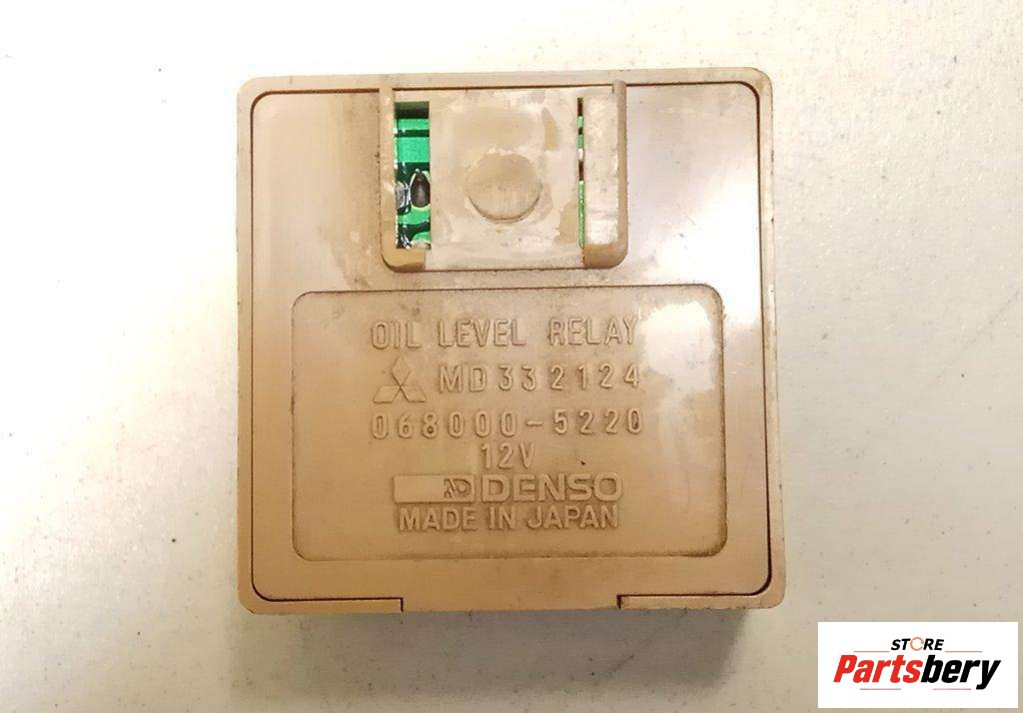 OIL LEVEL RELAY
MD332124
068000-5220
12V
DENSO
MADE IN JAPAN
STORE
Partsbery